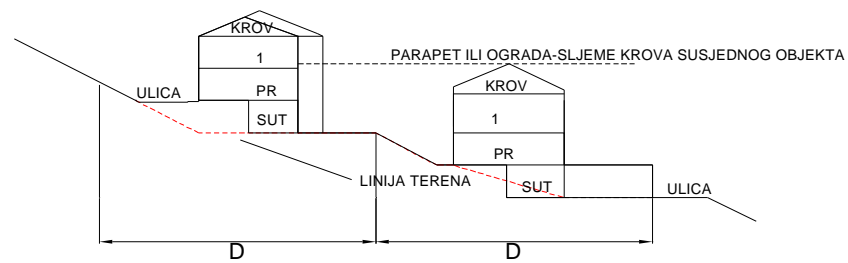 KROV
1
PARAPET ILI OGRADA-SLJEME KROVA SUSJEDNOG OBJEKTA
ULICA
PR
KROV
SUT
1
PR
LINIJA TERENA
SUT
ULICA
D
D